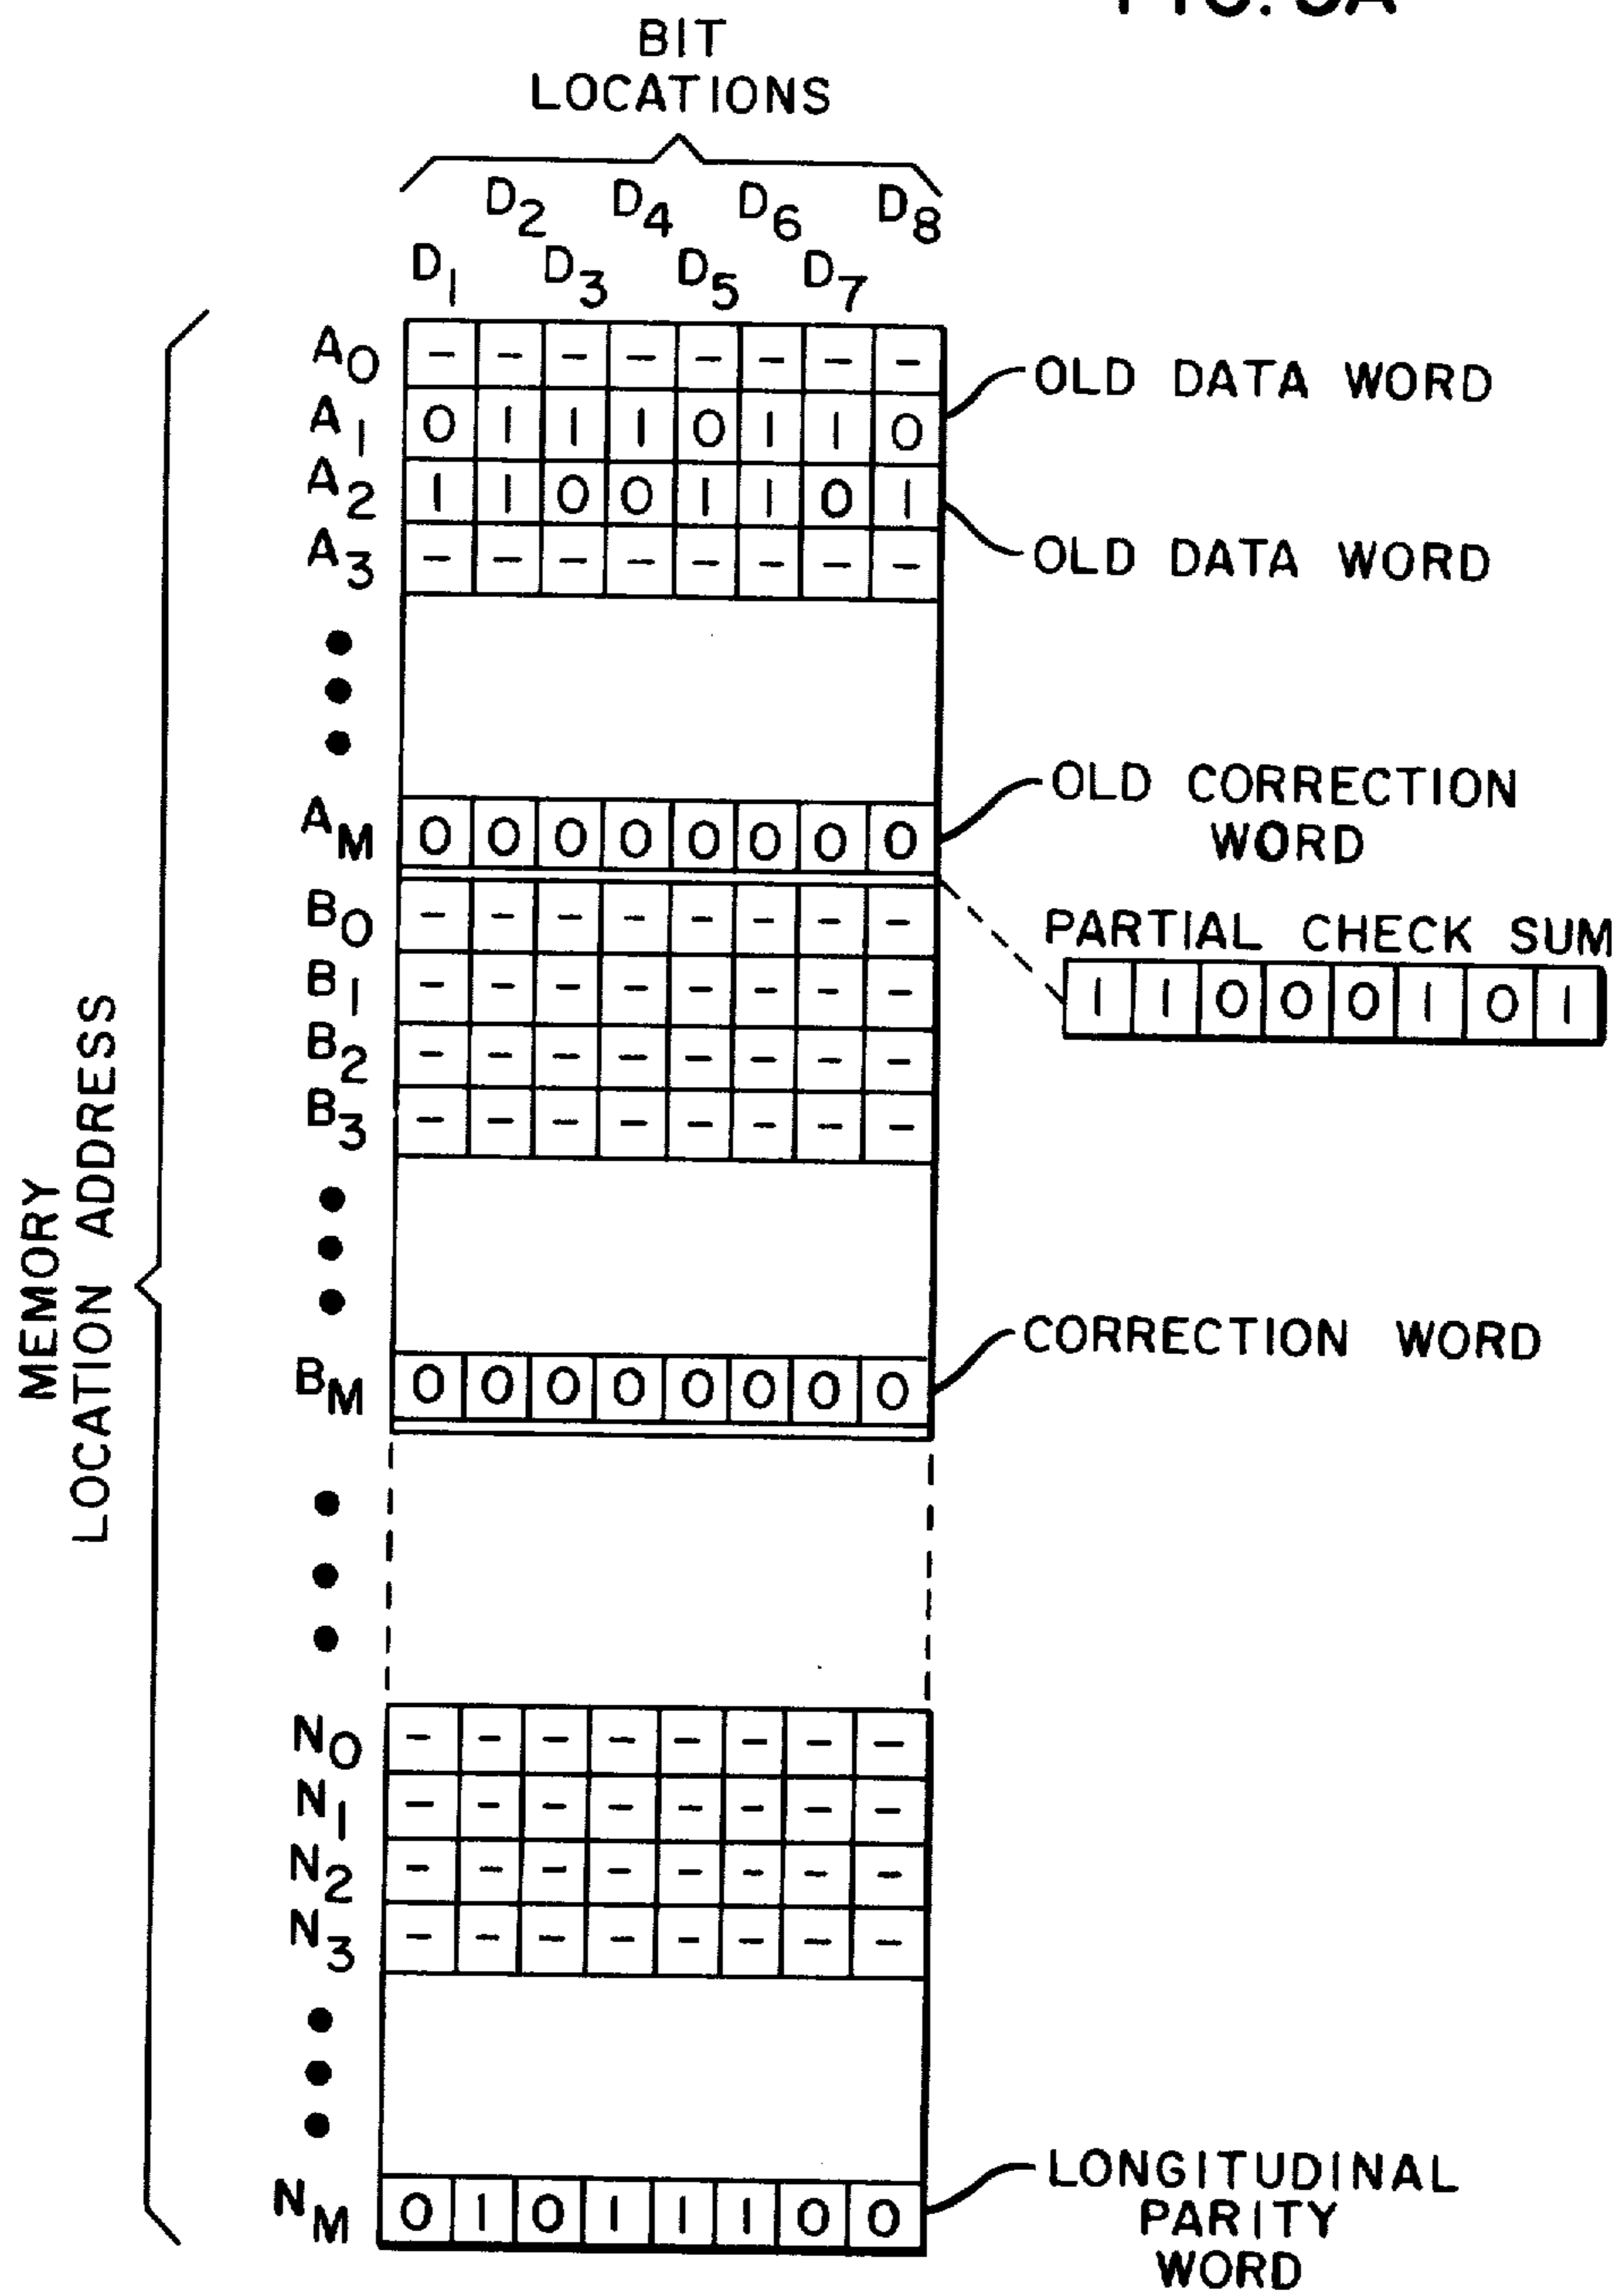 FIG.
BIT
LOCATIONS
D2 D4 D6 D8
D1 D3 D5 D7
A0 - - - - - - - -
A1 0 1 1 1 0 1 1 0 OLD DATA WORD
A2 1 1 0 0 1 1 0 1 OLD DATA WORD
A3 - - - - - - - -
AM 0 0 0 0 0 0 0 0 OLD CORRECTION
WORD
B0 - - - - - - - -
PARTIAL CHECK SUM
1 1 0 0 0 1 0 1
B1 - - - - - - - -
B2 - - - - - - - -
B3 - - - - - - - -
MEMORY
LOCATION ADDRESS
BM 0 0 0 0 0 0 0 0 CORRECTION WORD
N0 - - - - - - - -
N1 - - - - - - - -
N2 - - - - - - - -
N3 - - - - - - - -
NM 0 1 0 1 1 1 0 0 LONGITUDINAL
PARITY
WORD